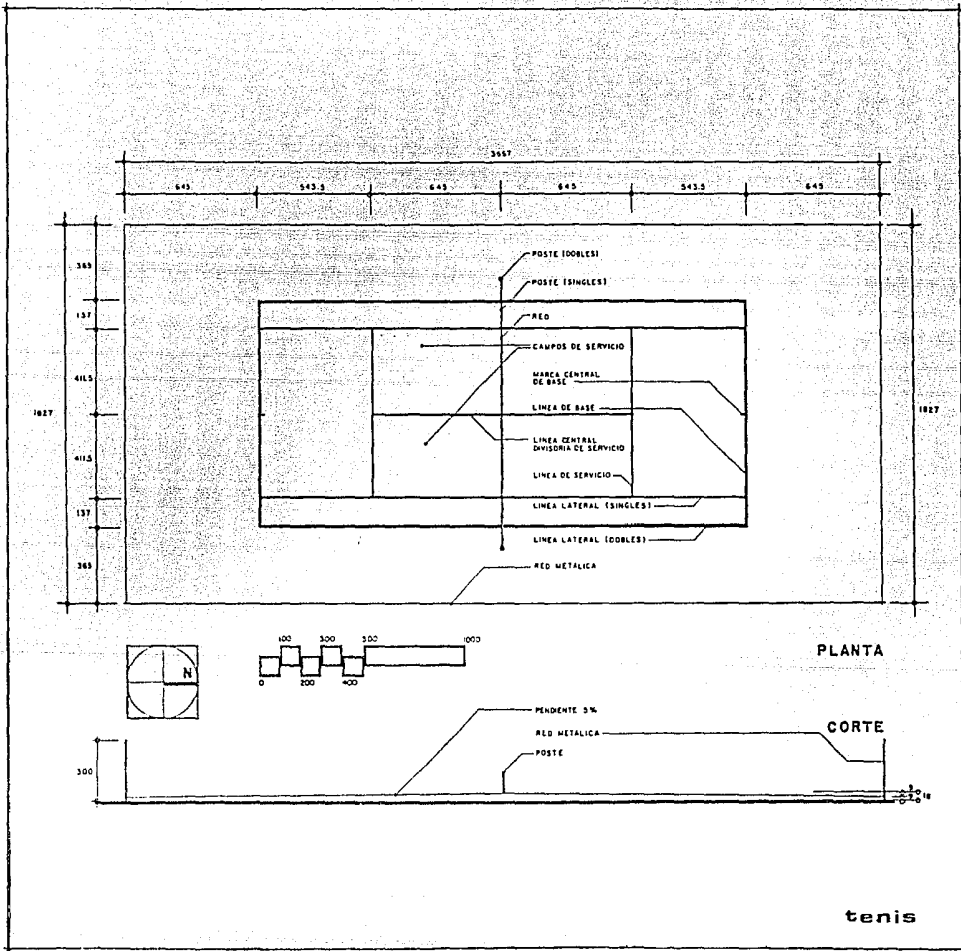 3657
645 543.5 645 645 543.5 645
365
137
411.5
411.5
137
365
1827
1827
POSTE (DOBLES)
POSTE (SINGLES)
RED
CAMPOS DE SERVICIO
MARCA CENTRAL
DE BASE
LINEA DE BASE
LINEA CENTRAL
DIVISORIA DE SERVICIO
LINEA DE SERVICIO
LINEA LATERAL (SINGLES)
LINEA LATERAL (DOBLES)
RED METALICA
PLANTA
N
100 300 500 1000
0 200 400
PENDIENTE 5%
CORTE
RED METALICA
POSTE
300
18
tenis